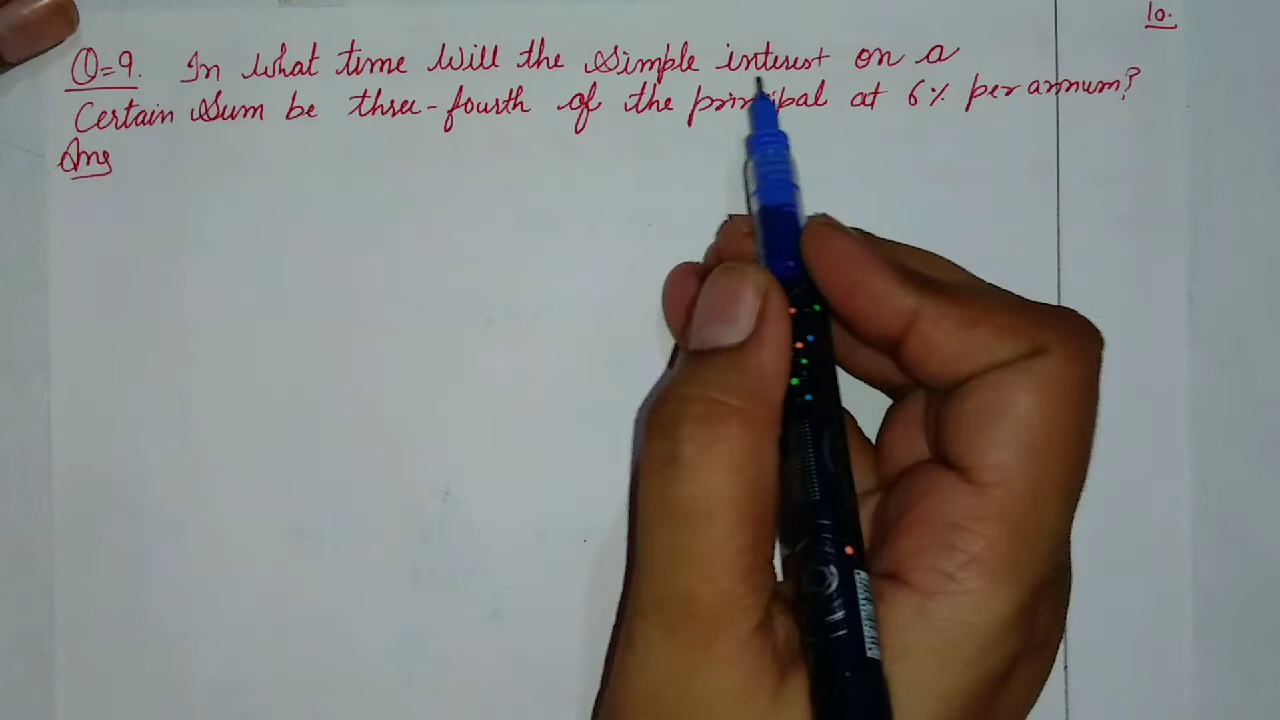 10.
Q=9. In what time will the simple interest on a
Certain Sum be three-fourth of the principal at 6% per annum?
Ans